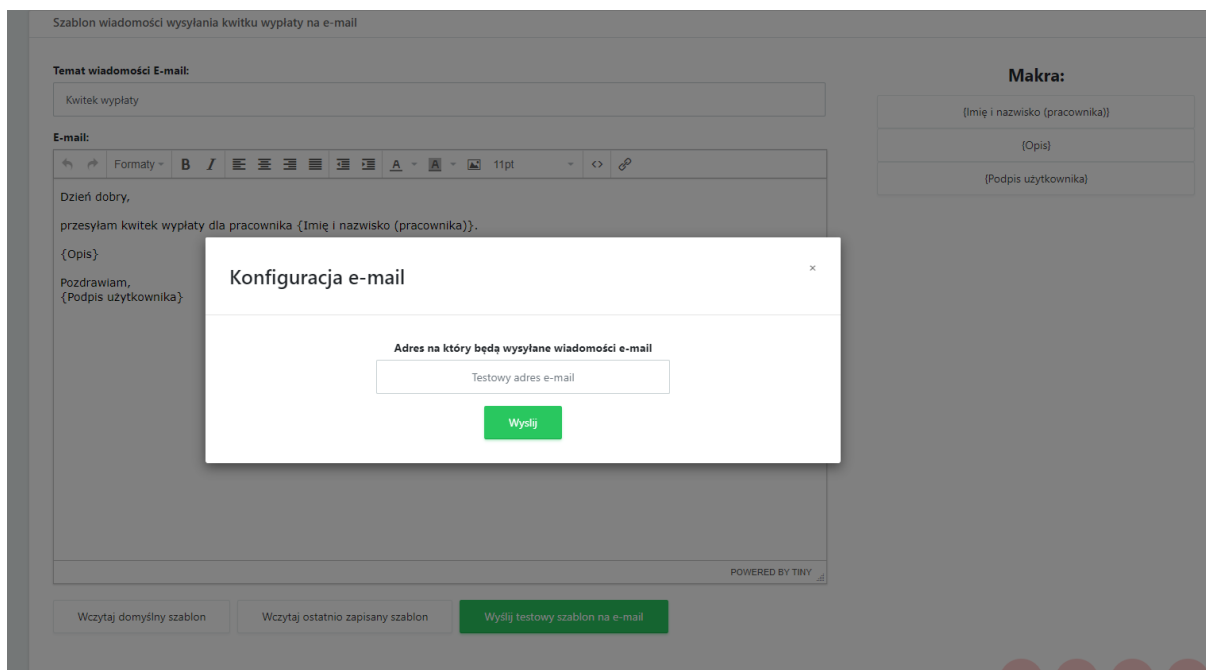 Szablon wiadomości wysyłania kwitku wypłaty na e-mail
Temat wiadomości E-mail:
Kwitek wypłaty
E-mail:
Formaty B I A A 11pt
Dzień dobry,
przesyłam kwitek wypłaty dla pracownika {Imię i nazwisko (pracownika)}.
{Opis}
Pozdrawiam,
{Podpis użytkownika}
Makra:
{Imię i nazwisko (pracownika)}
{Opis}
{Podpis użytkownika}
Konfiguracja e-mail
×
Adres na który będą wysyłane wiadomości e-mail
Testowy adres e-mail
Wyslij
POWERED BY TINY
Wczytaj domyślny szablon
Wczytaj ostatnio zapisany szablon
Wyślij testowy szablon na e-mail